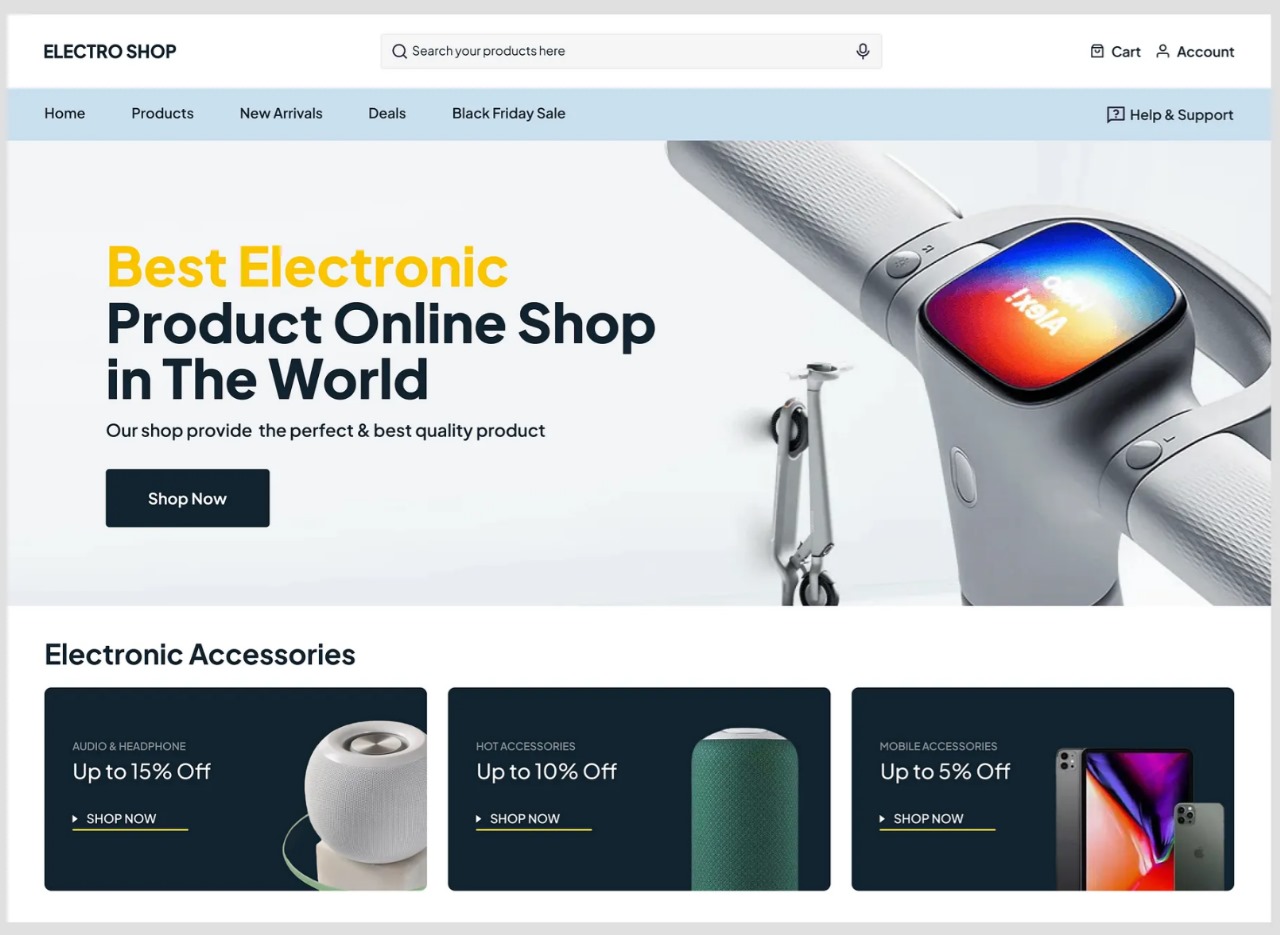 ELECTRO SHOP
Search your products here
Cart
Account
Home
Products
New Arrivals
Deals
Black Friday Sale
Help & Support
Best Electronic
Product Online Shop
in The World
Our shop provide the perfect & best quality product
Shop Now
Hello
Alexi!
Electronic Accessories
AUDIO & HEADPHONE
Up to 15% Off
SHOP NOW
HOT ACCESSORIES
Up to 10% Off
SHOP NOW
MOBILE ACCESSORIES
Up to 5% Off
SHOP NOW